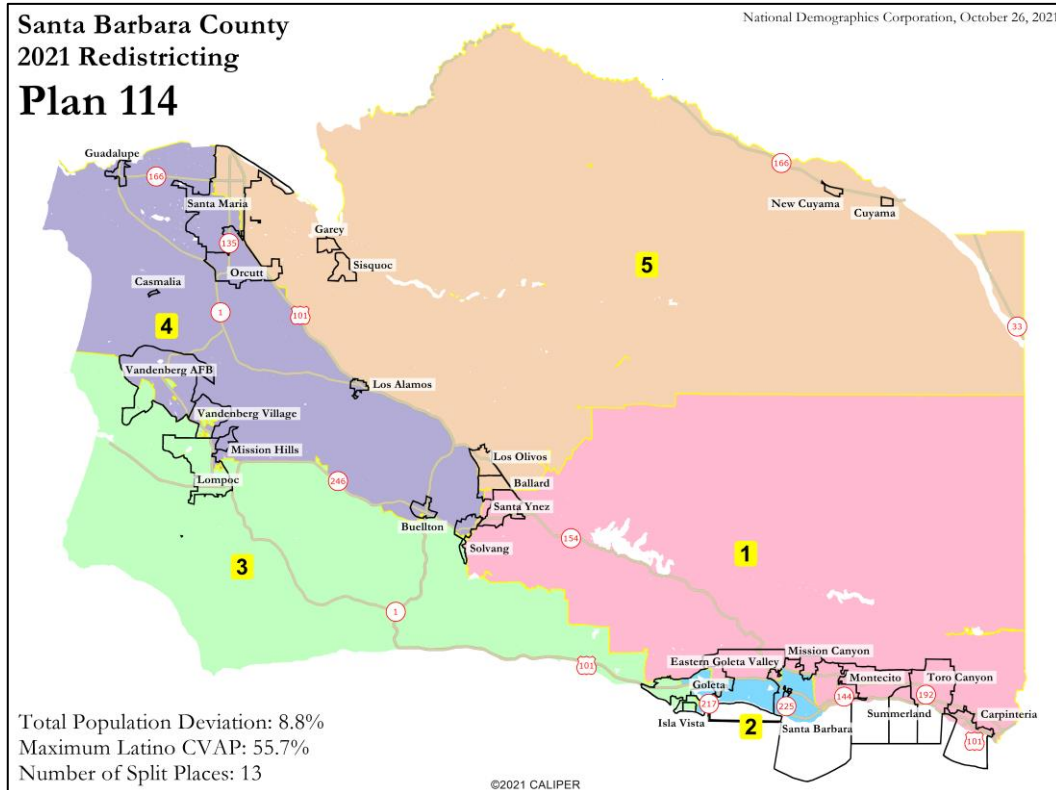 Santa Barbara County
2021 Redistricting
Plan 114
National Demographics Corporation, October 26, 2021
Guadalupe
166
166
Santa Maria
New Cuyama
Cuyama
Garey
135
Sisquoc
Orcutt
5
Casmalia
1
101
33
4
Vandenberg AFB
Los Alamos
Vandenberg Village
Mission Hills
Los Olivos
Lompoc
246
Ballard
Santa Ynez
Buellton
Solvang
154
1
3
1
Mission Canyon
101
Eastern Goleta Valley
Goleta
Montecito
Toro Canyon
217
225
144
192
Isla Vista
Summerland
Carpinteria
2
Santa Barbara
101
Total Population Deviation: 8.8%
Maximum Latino CVAP: 55.7%
Number of Split Places: 13
©2021 CALIPER